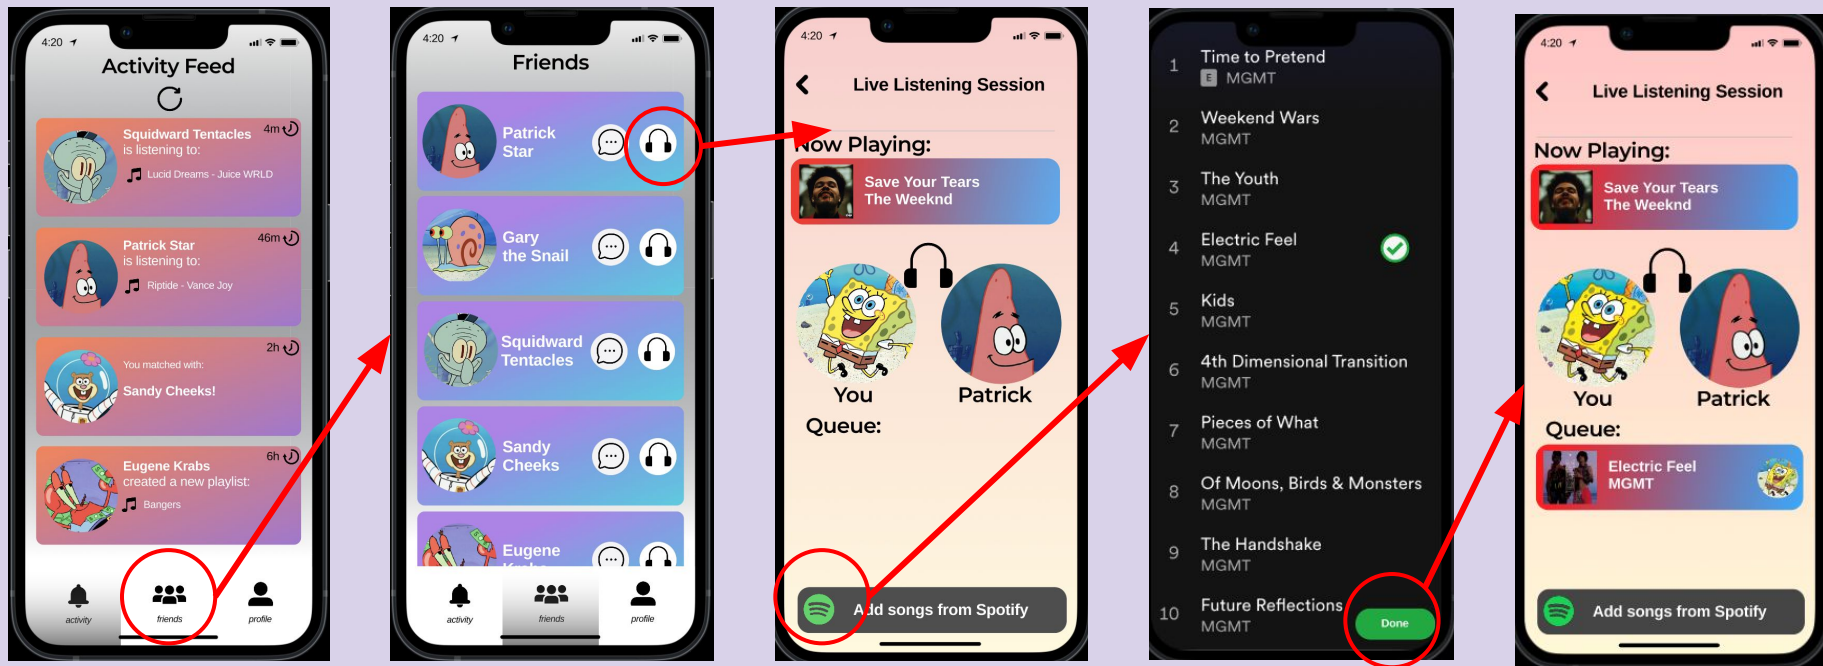 4:20
Activity Feed
Squidward Tentacles
4m
is listening to:
Lucid Dreams - Juice WRLD
Patrick Star
46m
is listening to:
Riptide - Vance Joy
2h
You matched with:
Sandy Cheeks!
Eugene Krabs
6h
created a new playlist:
Bangers
activity
friends
profile
4:20
Friends
Patrick
Star
Gary
the Snail
Squidward
Tentacles
Sandy
Cheeks
Eugene
Krabs
activity
friends
profile
4:20
Live Listening Session
Now Playing:
Save Your Tears
The Weeknd
You
Patrick
Queue:
Add songs from Spotify
1
Time to Pretend
E MGMT
2
Weekend Wars
MGMT
3
The Youth
MGMT
4
Electric Feel
MGMT
5
Kids
MGMT
6
4th Dimensional Transition
MGMT
7
Pieces of What
MGMT
8
Of Moons, Birds & Monsters
MGMT
9
The Handshake
MGMT
10
Future Reflections
MGMT
Done
4:20
Live Listening Session
Now Playing:
Save Your Tears
The Weeknd
You
Patrick
Queue:
Electric Feel
MGMT
Add songs from Spotify